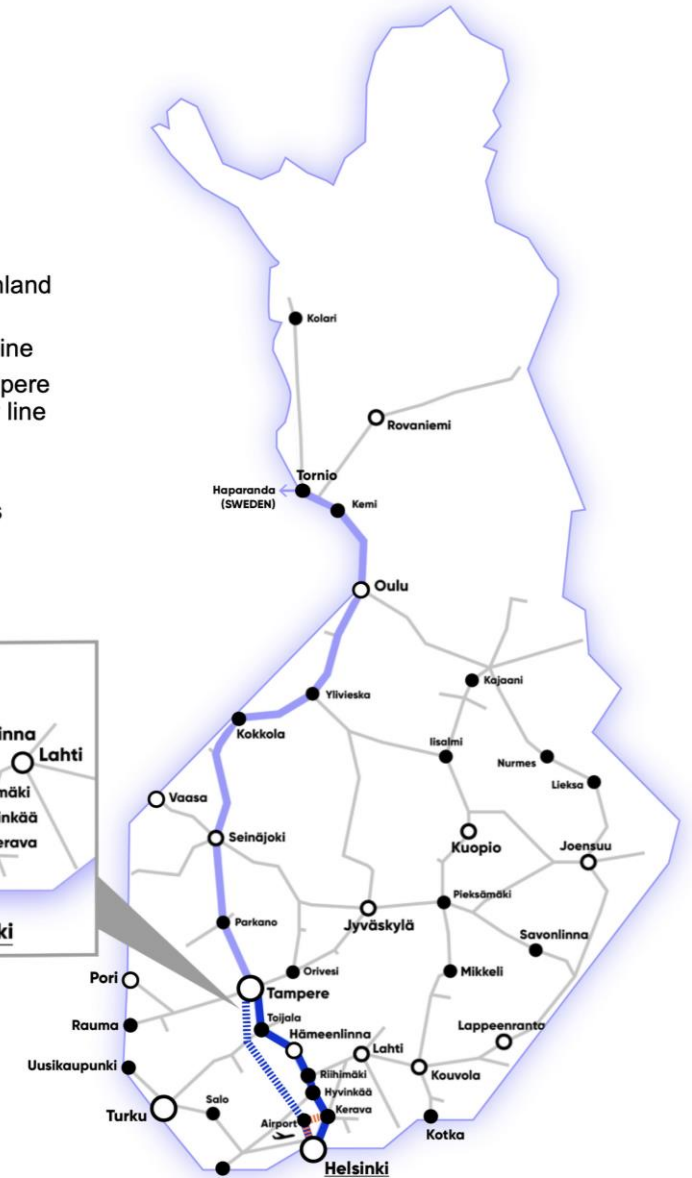 nland
ine
pere
line
s
inna
Lahti
mäki
inkää
erava
ki
Kolari
Rovaniemi
Tornio
Haparanda
(SWEDEN)
Kemi
Oulu
Kajaani
Ylivieska
Kokkola
Iisalmi
Nurmes
Lieksa
Vaasa
Seinäjoki
Kuopio
Joensuu
Pieksämäki
Jyväskylä
Parkano
Savonlinna
Orivesi
Mikkeli
Pori
Tampere
Rauma
Toijala
Hämeenlinna
Lappeenranta
Lahti
Uusikaupunki
Riihimäki
Kouvola
Hyvinkää
Salo
Turku
Airport
Kerava
Kotka
Helsinki